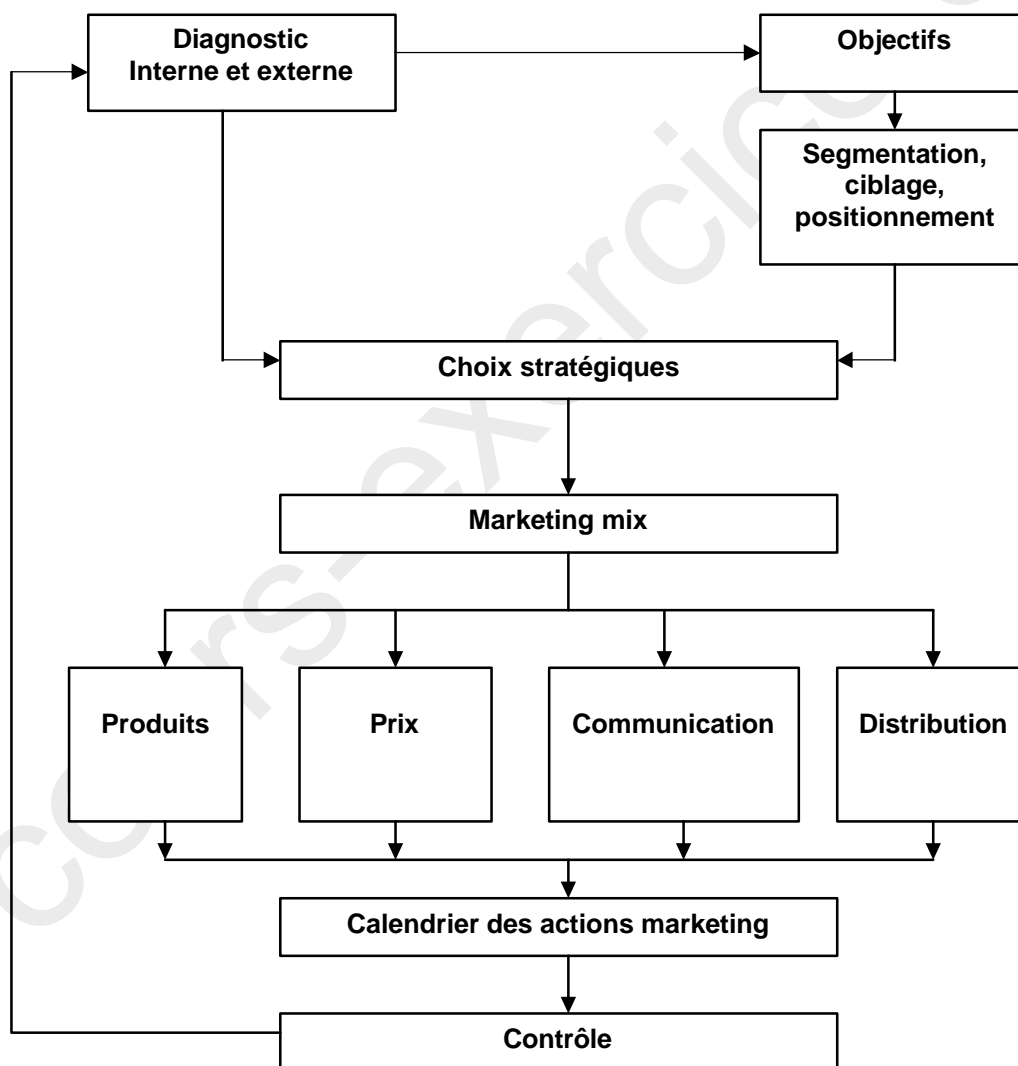 Diagnostic
Interne et externe
Objectifs
Segmentation,
ciblage,
positionnement
Choix stratégiques
Marketing mix
Produits
Prix
Communication
Distribution
Calendrier des actions marketing
Contrôle